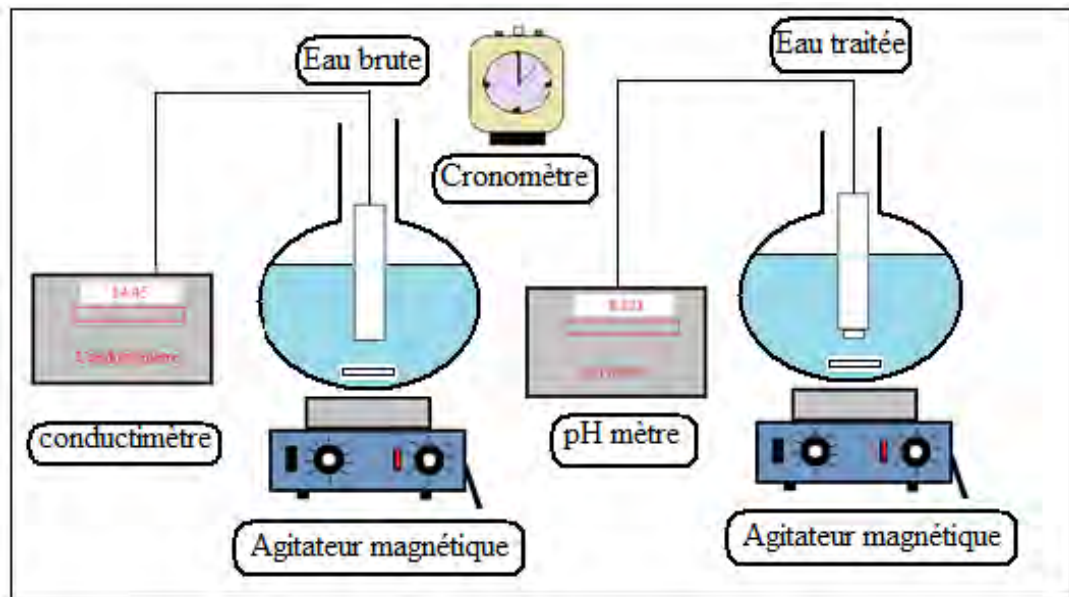 Eau brute
Eau traitée
Cronomètre
conductimètre
pH mètre
Agitateur magnétique
Agitateur magnétique